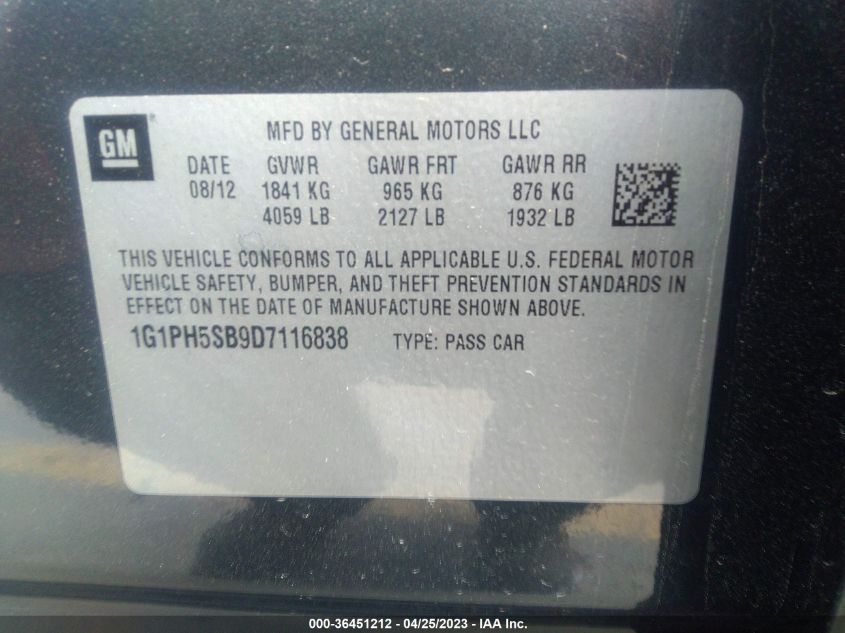 GM ®
MFD BY GENERAL MOTORS LLC
DATE GVWR GAWR FRT GAWR RR
08/12 1841 KG 965 KG 876 KG
4059 LB 2127 LB 1932 LB
THIS VEHICLE CONFORMS TO ALL APPLICABLE U.S. FEDERAL MOTOR
VEHICLE SAFETY, BUMPER, AND THEFT PREVENTION STANDARDS IN
EFFECT ON THE DATE OF MANUFACTURE SHOWN ABOVE.
1G1PH5SB9D7116838 TYPE: PASS CAR
000-36451212 - 04/25/2023 - IAA Inc.